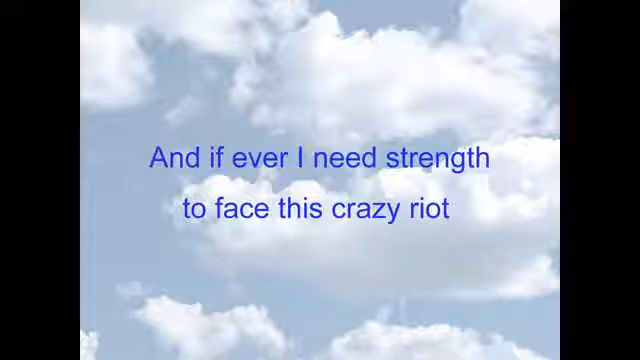 And if ever I need strength
to face this crazy riot